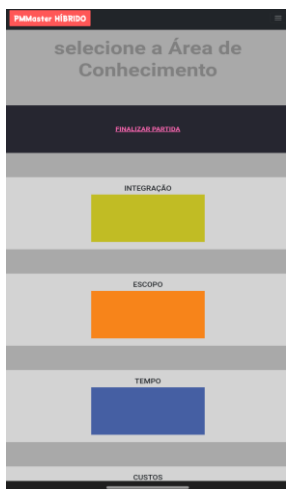 PMMaster HÍBRIDO
selecione a Área de
Conhecimento
FINALIZAR PARTIDA
INTEGRAÇÃO
ESCOPO
TEMPO
CUSTOS